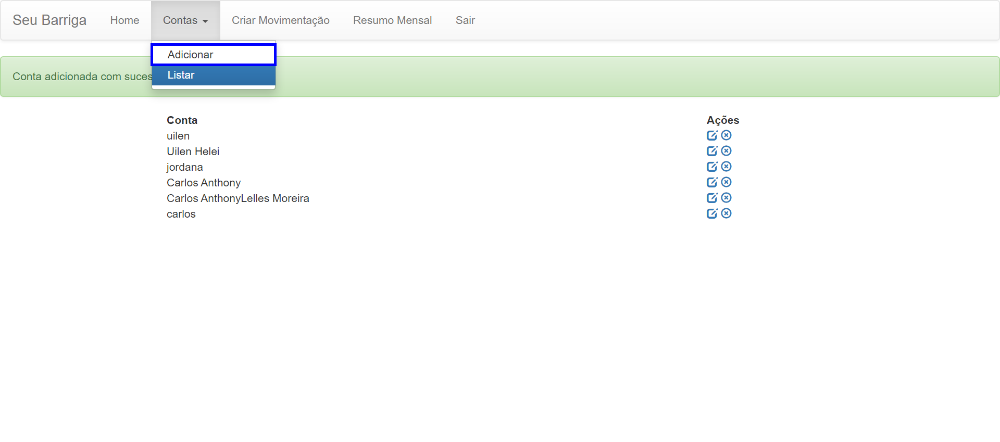 Seu Barriga Home Contas Criar Movimentação Resumo Mensal Sair
Adicionar
Listar
Conta adicionada com suces
Conta Ações
uilen
Uilen Helei
jordana
Carlos Anthony
Carlos AnthonyLelles Moreira
carlos